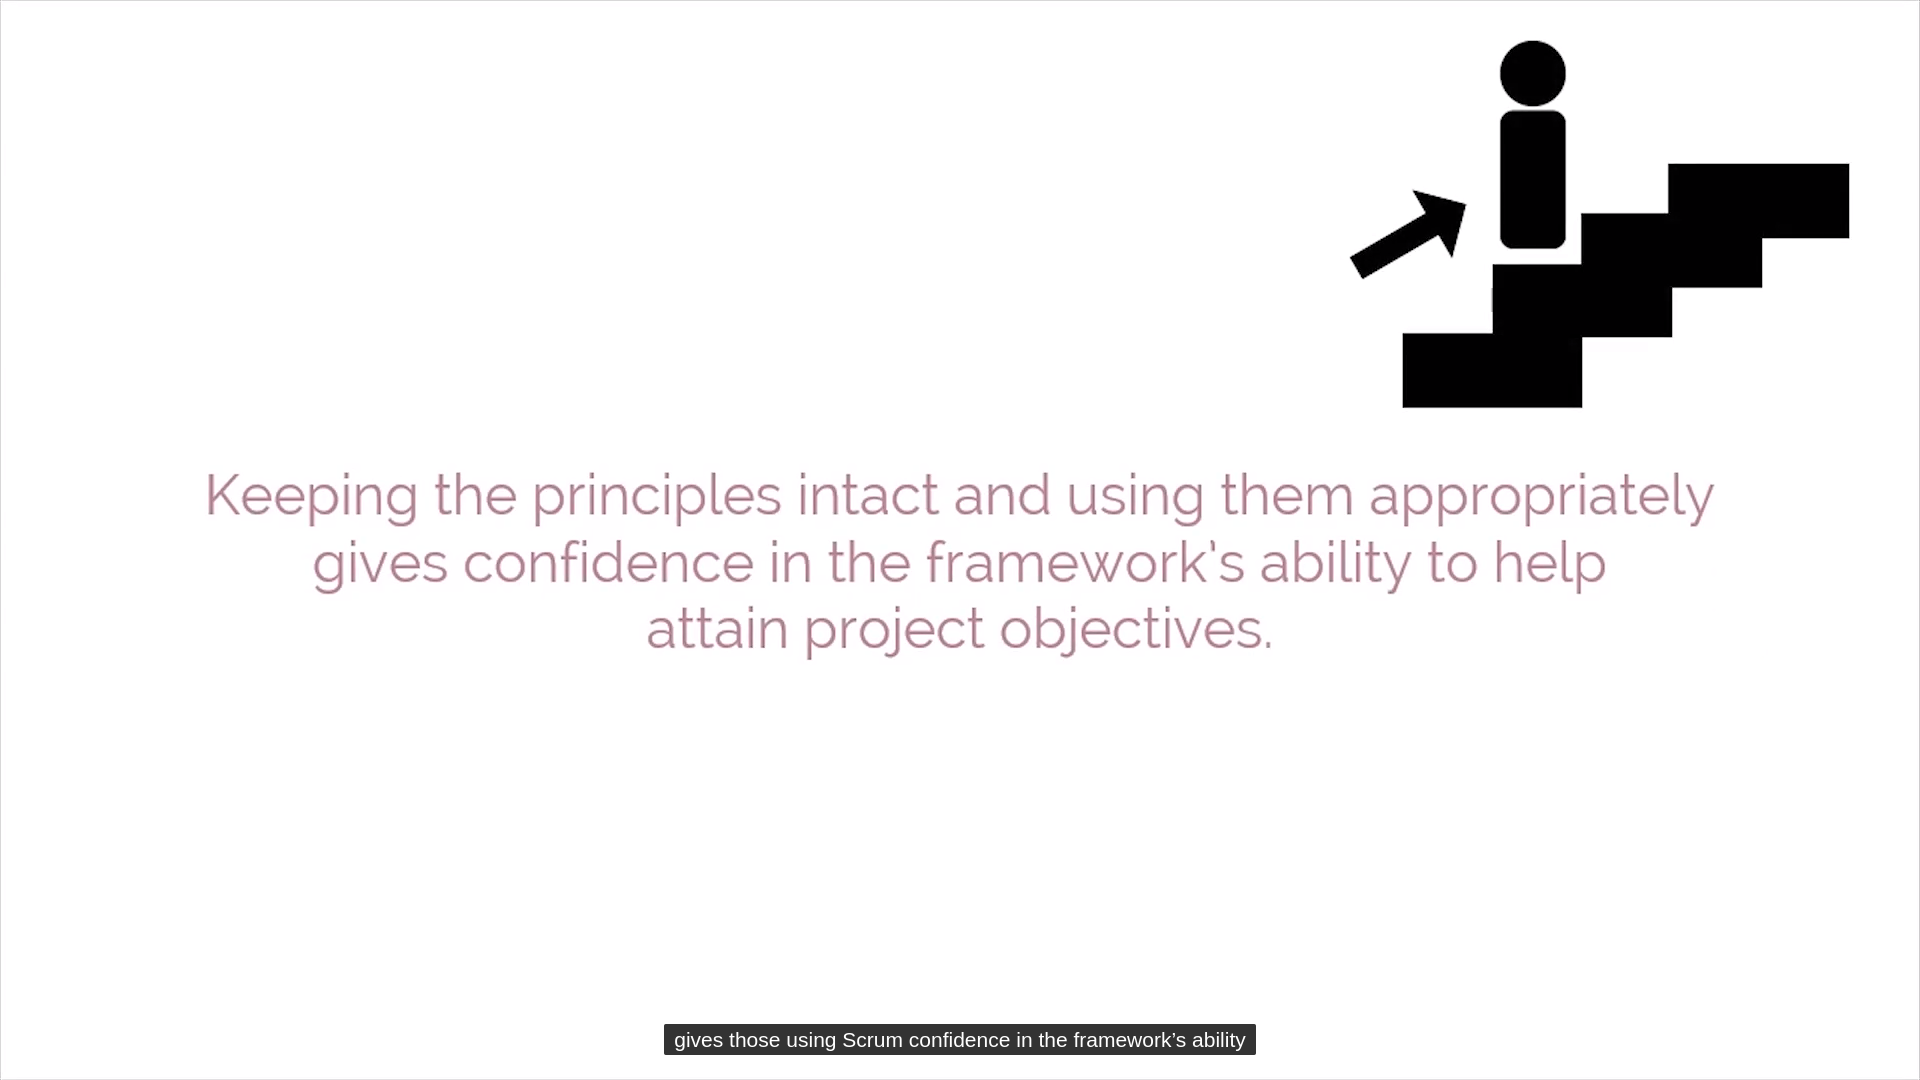 Keeping the principles intact and using them appropriately
gives confidence in the framework's ability to help
attain project objectives.
gives those using Scrum confidence in the framework’s ability